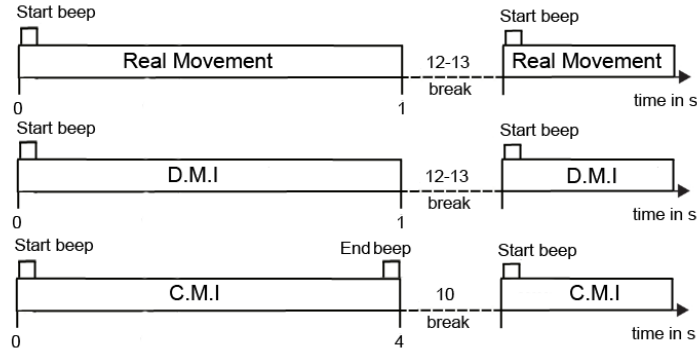 Start beep Start beep
Real Movement 12-13 Real Movement
break
0 1 time in s
Start beep Start beep
D.M.I 12-13 D.M.I
break
0 1 time in s
Start beep End beep Start beep
C.M.I 10 C.M.I
break
0 4 time in s